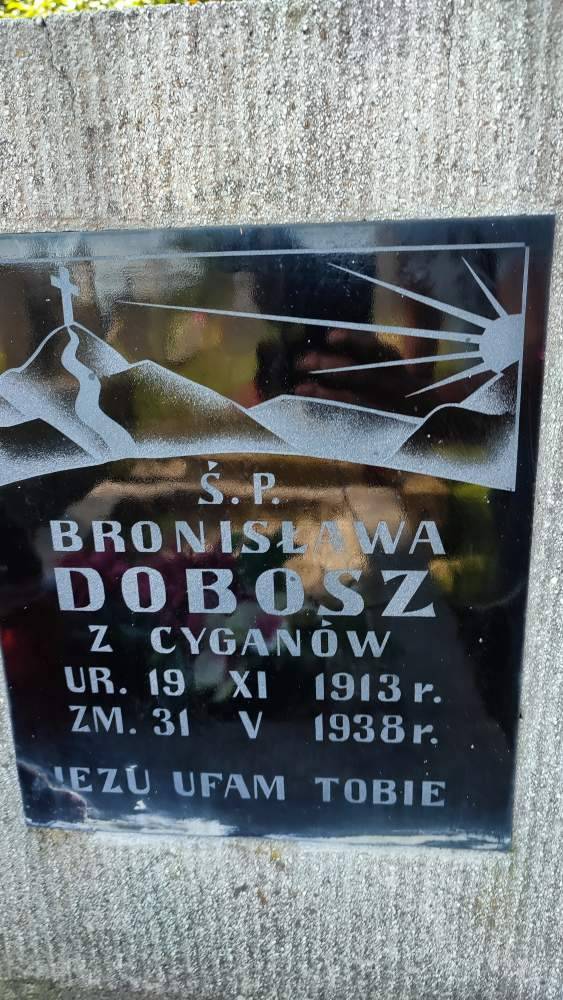 Ś. P.
BRONISŁAWA
DOBOSZ
Z CYGANÓW
UR. 19 XI 1913 r.
ZM. 31 V 1938 r.
JEZU UFAM TOBIE